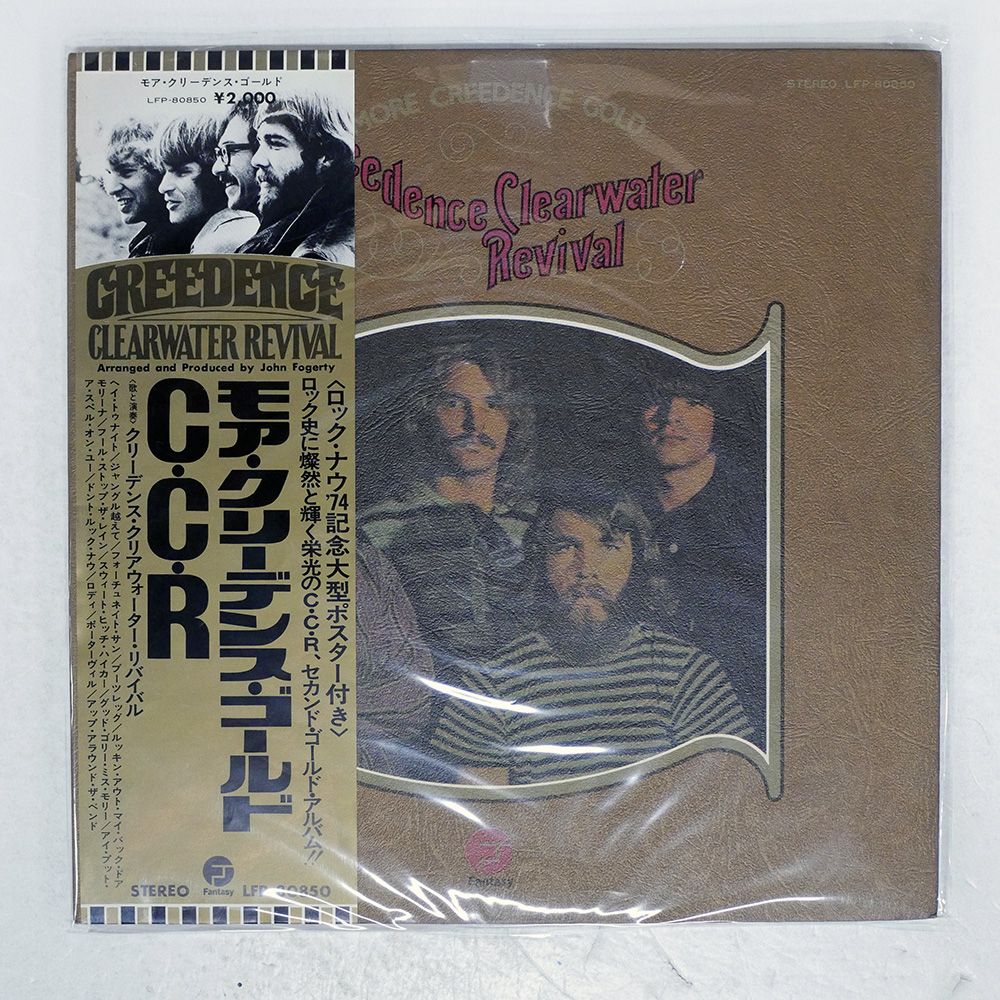 モア・クリーデンス・ゴールド
LFP-80850 ¥2,000
CREEDENCE
CLEARWATER REVIVAL
Arranged and Produced by John Fogerty
〈ロック・ナウ'74記念大型ポスター付き〉
ロック史に燦然と輝く栄光のC・C・R、セカンド・ゴールド・アルバム!!
モア・クリーデンス・ゴールド
C・C・R
〈歌と演奏〉クリーデンス・クリアウォーター・リバイバル
ヘイ・トゥナイト/ジャングル越えて/フォーチュネイト・サン/ブーツレッグ/ルッキン・アウト・マイ・バック・ドア
モリーナ/フール・ストップ・ザ・レイン/スウィート・ヒッチ・ハイカー/グッド・ゴリー・ミス・モリー/アイ・プット・
ア・スペル・オン・ユー/ドント・ルック・ナウ/ロディ/ポーターヴィル/アップ・アラウンド・ザ・ベンド
STEREO Fantasy LFP-80850
STEREO LFP-80850
MORE CREEDENCE GOLD
eedence Clearwater
Revival
Fantasy